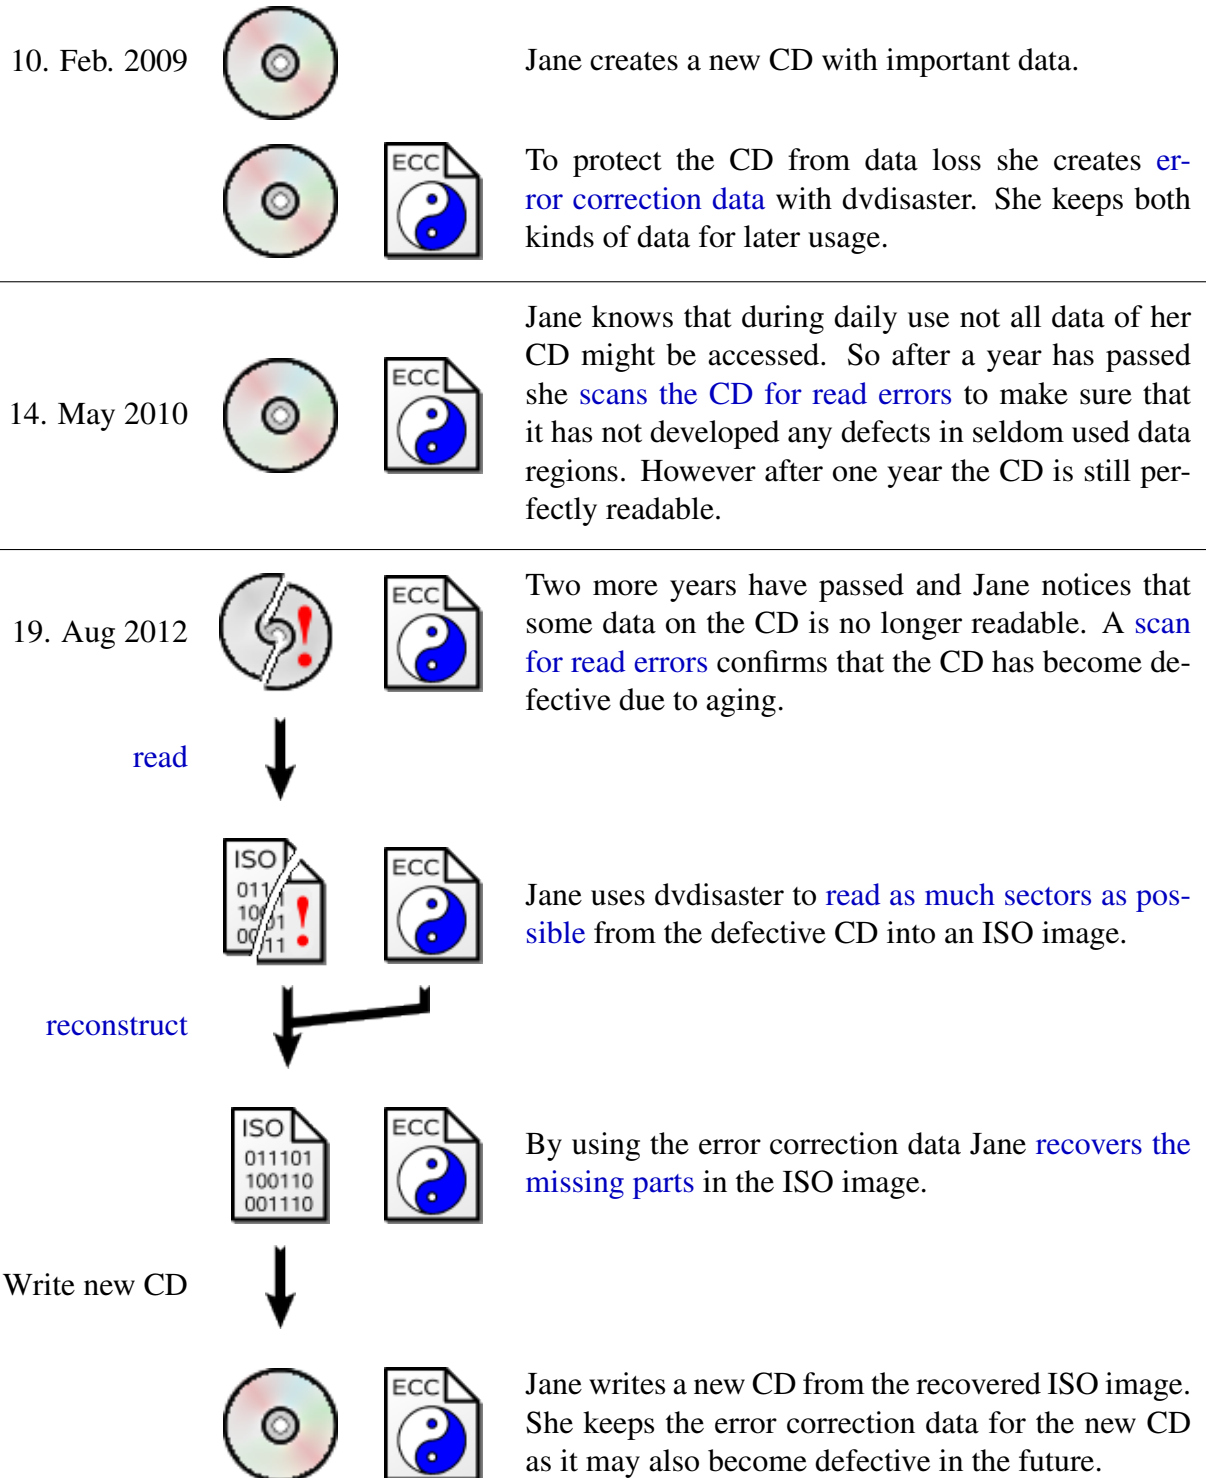 10. Feb. 2009
Jane creates a new CD with important data.
ECC
To protect the CD from data loss she creates er-
ror correction data with dvdisaster. She keeps both
kinds of data for later usage.
14. May 2010
ECC
Jane knows that during daily use not all data of her
CD might be accessed. So after a year has passed
she scans the CD for read errors to make sure that
it has not developed any defects in seldom used data
regions. However after one year the CD is still per-
fectly readable.
19. Aug 2012
!
ECC
Two more years have passed and Jane notices that
some data on the CD is no longer readable. A scan
for read errors confirms that the CD has become de-
fective due to aging.
read
ISO
!
ECC
Jane uses dvdisaster to read as much sectors as pos-
sible from the defective CD into an ISO image.
reconstruct
ISO
011101
100110
001110
ECC
By using the error correction data Jane recovers the
missing parts in the ISO image.
Write new CD
ECC
Jane writes a new CD from the recovered ISO image.
She keeps the error correction data for the new CD
as it may also become defective in the future.